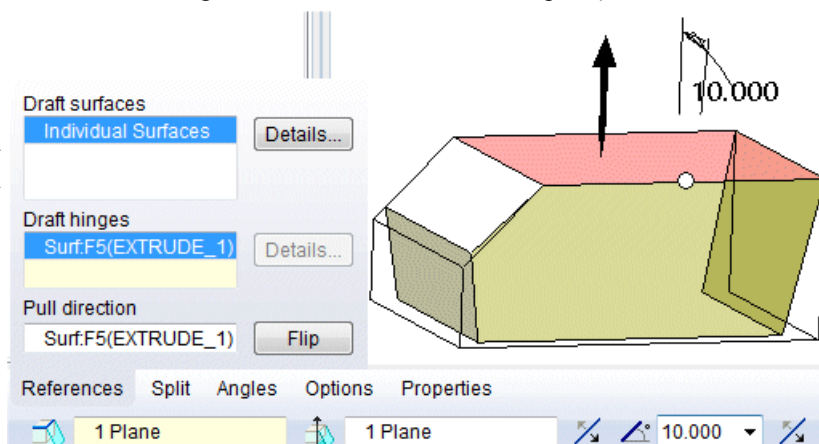 10.000
Draft surfaces
Individual Surfaces Details...
Draft hinges
Surf:F5(EXTRUDE_1) Details...
Pull direction
Surf:F5(EXTRUDE_1) Flip
References Split Angles Options Properties
1 Plane 1 Plane 10.000